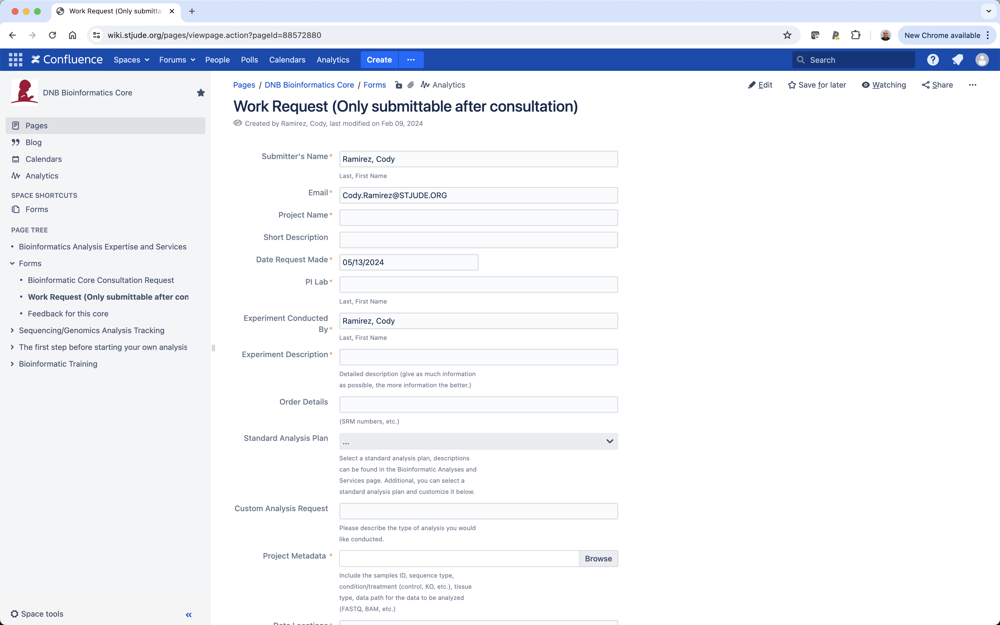 Work Request (Only submitta
wiki.stjude.org/pages/viewpage.action?pageId=88572880
New Chrome available
Confluence
Spaces
Forums
People
Polls
Calendars
Analytics
Create
Search
DNB Bioinformatics Core
Pages
Blog
Calendars
Analytics
SPACE SHORTCUTS
Forms
PAGE TREE
Bioinformatics Analysis Expertise and Services
Forms
Bioinformatic Core Consultation Request
Work Request (Only submittable after con
Feedback for this core
Sequencing/Genomics Analysis Tracking
The first step before starting your own analysis
Bioinformatic Training
Space tools
Pages / DNB Bioinformatics Core / Forms
Analytics
Edit
Save for later
Watching
Share
Work Request (Only submittable after consultation)
Created by Ramirez, Cody, last modified on Feb 09, 2024
Submitter's Name*
Ramirez, Cody
Last, First Name
Email*
Cody.Ramirez@STJUDE.ORG
Project Name*
Short Description
Date Request Made*
05/13/2024
PI Lab*
Last, First Name
Experiment Conducted
By*
Ramirez, Cody
Last, First Name
Experiment Description*
Detailed description (give as much information
as possible, the more information the better.)
Order Details
(SRM numbers, etc.)
Standard Analysis Plan
...
Select a standard analysis plan, descriptions
can be found in the Bioinformatic Analyses and
Services page. Additional, you can select a
standard analysis plan and customize it below.
Custom Analysis Request
Please describe the type of analysis you would
like conducted.
Project Metadata *
Browse
Include the samples ID, sequence type,
condition/treatment (control, KO, etc.), tissue
type, data path for the data to be analyzed
(FASTQ, BAM, etc.)